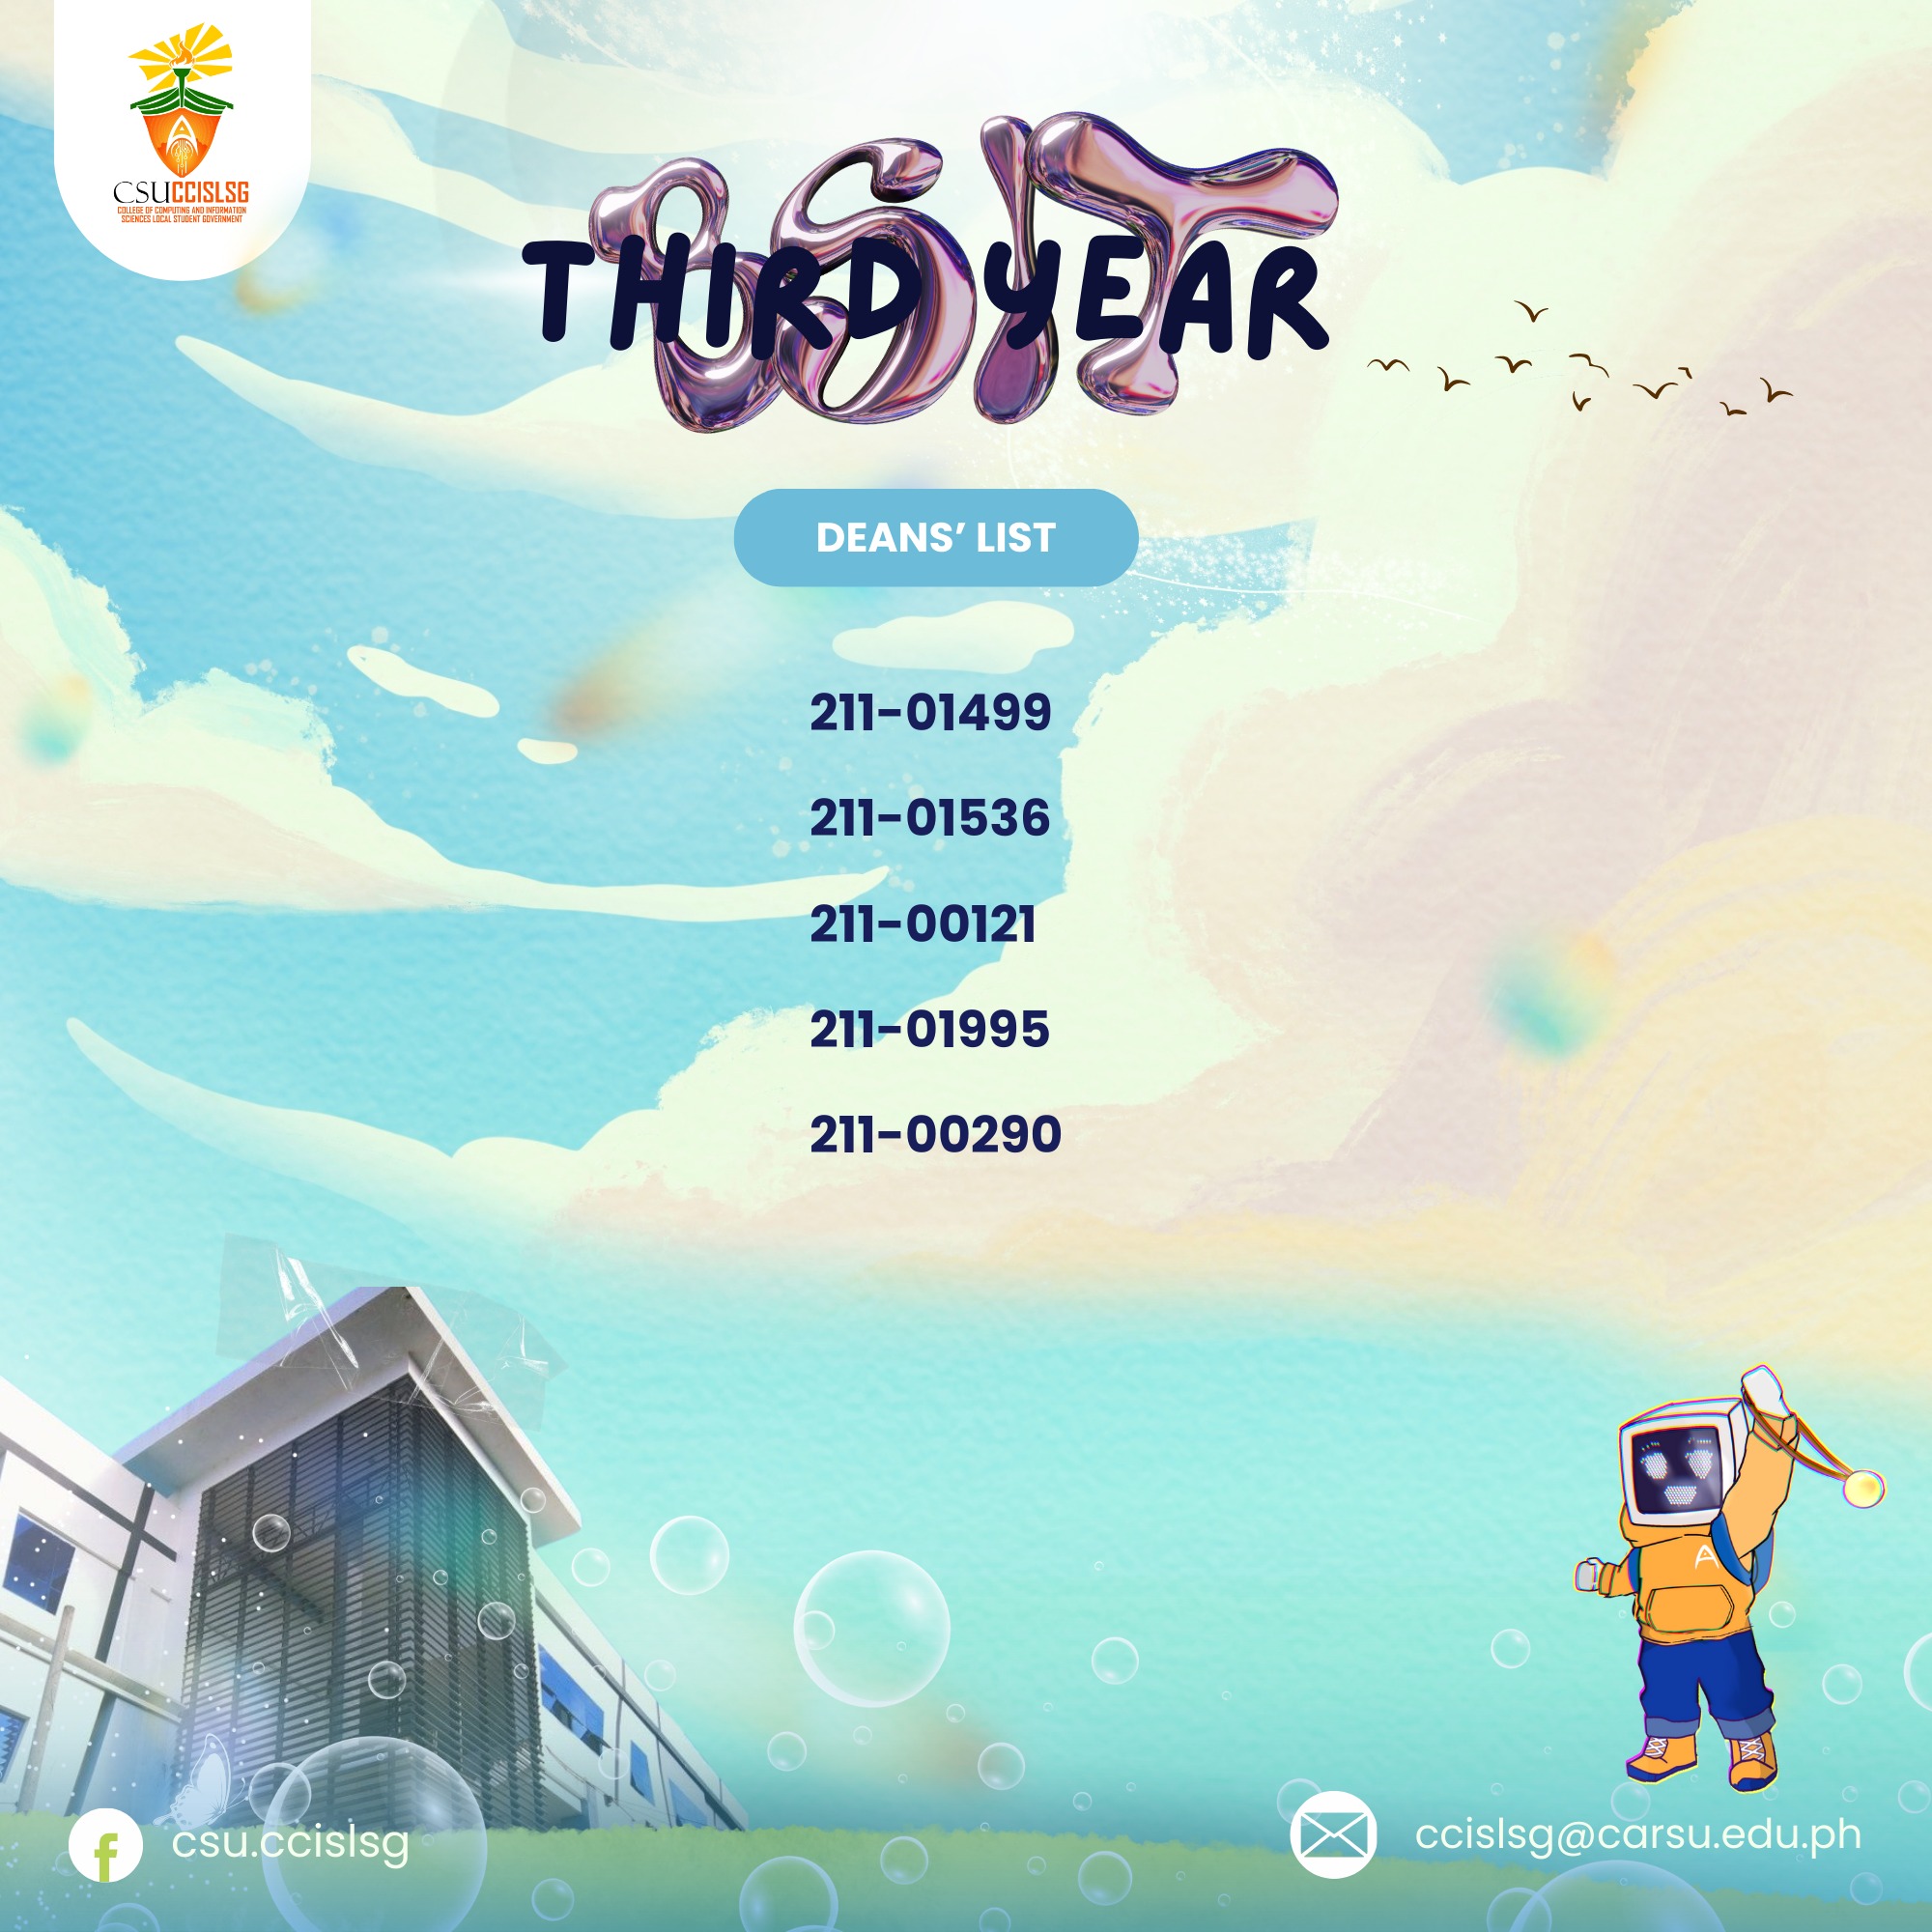 CSUCCISLSG
COLLEGE OF COMPUTING AND INFORMATION
SCIENCES LOCAL STUDENT GOVERNMENT
BSIT
THIRD YEAR
DEANS’ LIST
211-01499
211-01536
211-00121
211-01995
211-00290
csu.ccislsg
ccislsg@carsu.edu.ph